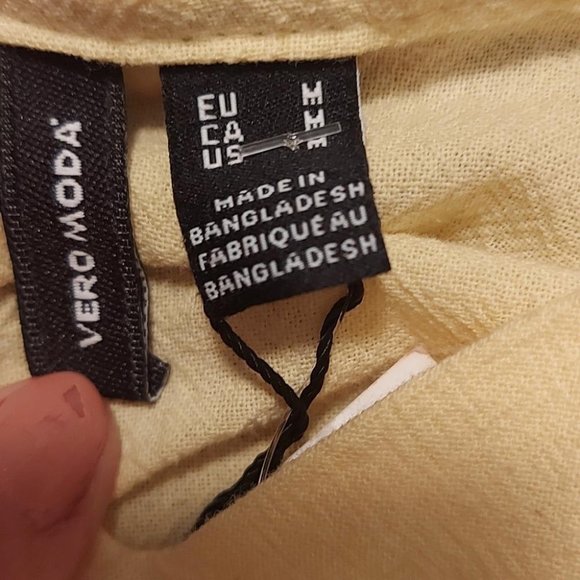 VERO MODA
EU M
CA M
US M
MADE IN
BANGLADESH
FABRIQUÉ AU
BANGLADESH